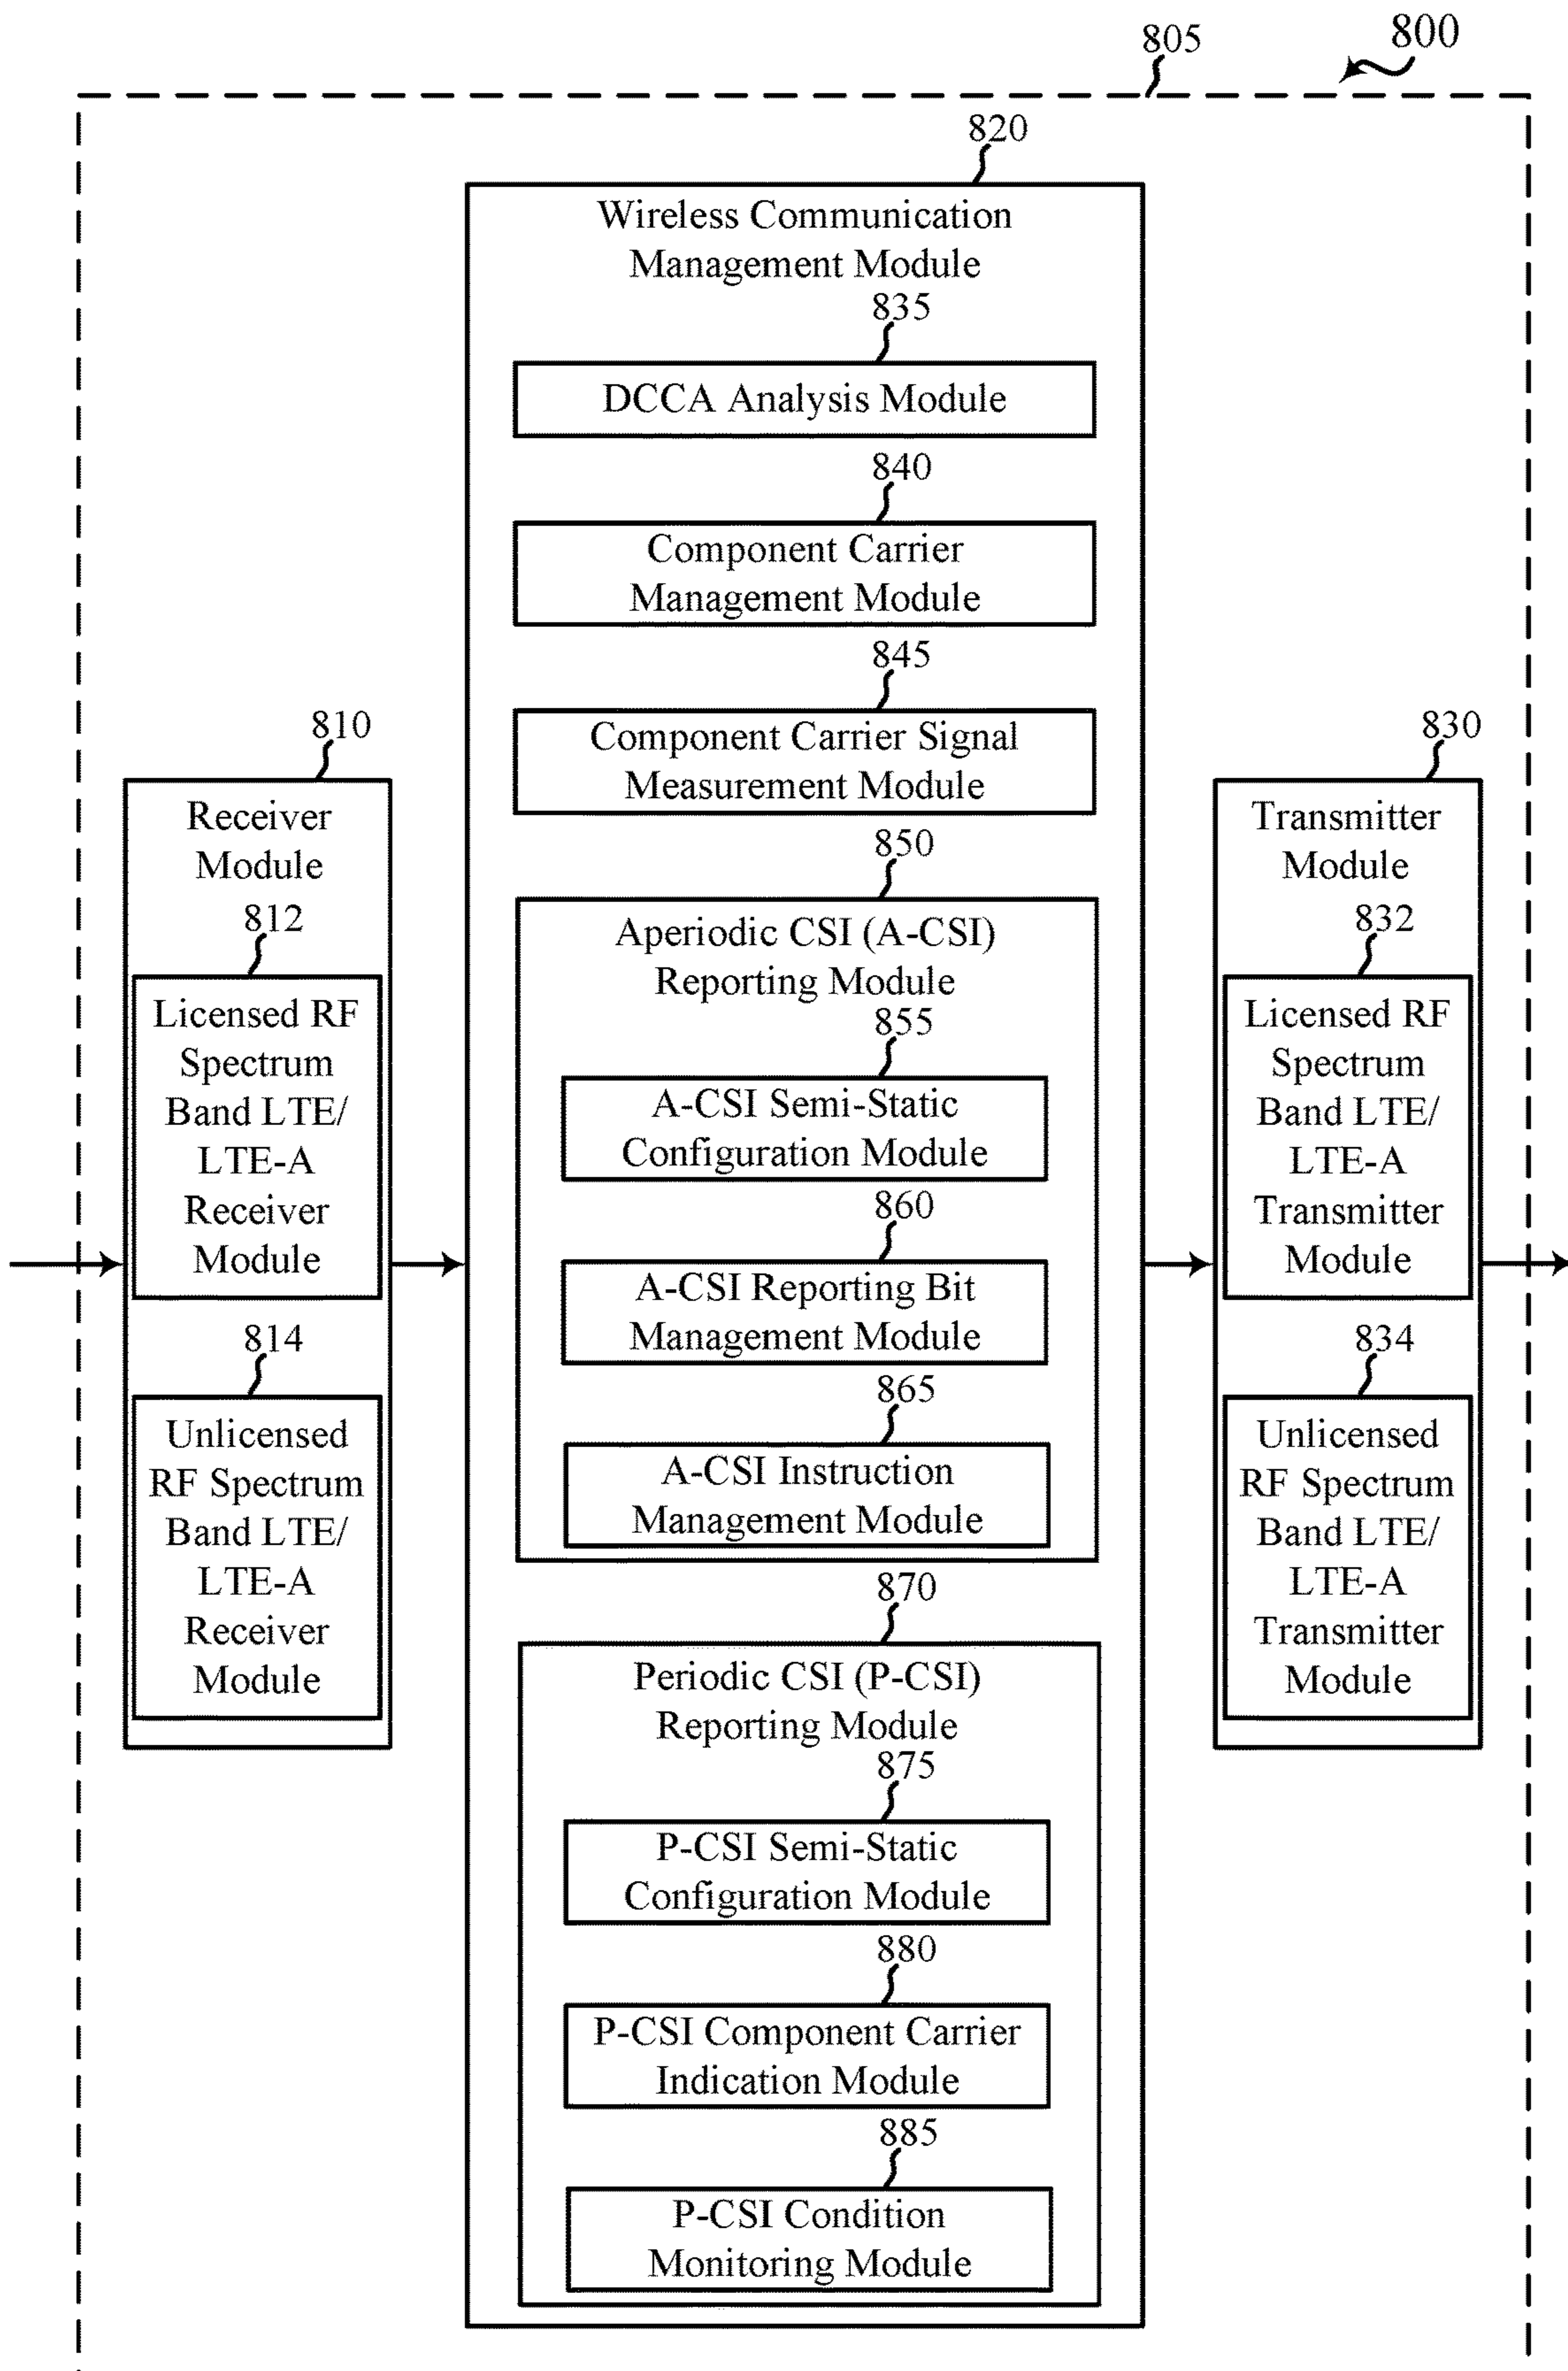 800
805
820
Wireless Communication
Management Module
835
DCCA Analysis Module
840
Component Carrier
Management Module
845
Component Carrier Signal
Measurement Module
810
Receiver
Module
812
Licensed RF
Spectrum
Band LTE/
LTE-A
Receiver
Module
814
Unlicensed
RF Spectrum
Band LTE/
LTE-A
Receiver
Module
850
Aperiodic CSI (A-CSI)
Reporting Module
855
A-CSI Semi-Static
Configuration Module
860
A-CSI Reporting Bit
Management Module
865
A-CSI Instruction
Management Module
870
Periodic CSI (P-CSI)
Reporting Module
875
P-CSI Semi-Static
Configuration Module
880
P-CSI Component Carrier
Indication Module
885
P-CSI Condition
Monitoring Module
830
Transmitter
Module
832
Licensed RF
Spectrum
Band LTE/
LTE-A
Transmitter
Module
834
Unlicensed
RF Spectrum
Band LTE/
LTE-A
Transmitter
Module